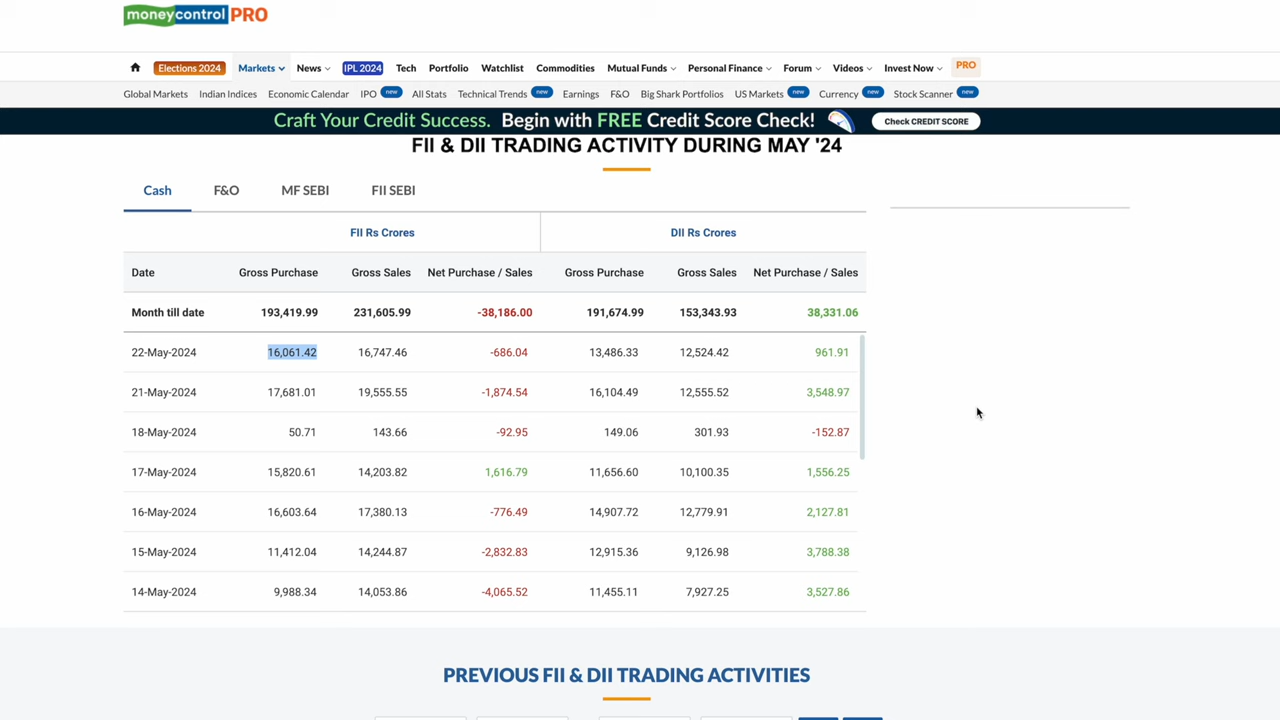 moneycontrol PRO
Elections 2024 Markets News IPL 2024 Tech Portfolio Watchlist Commodities Mutual Funds Personal Finance Forum Videos Invest Now PRO
Global Markets Indian Indices Economic Calendar IPO new All Stats Technical Trends new Earnings F&O Big Shark Portfolios US Markets new Currency new Stock Scanner new
Craft Your Credit Success. Begin with FREE Credit Score Check! Check CREDIT SCORE
FII & DII TRADING ACTIVITY DURING MAY '24
Cash F&O MF SEBI FII SEBI
FII Rs Crores DII Rs Crores
Date Gross Purchase Gross Sales Net Purchase / Sales Gross Purchase Gross Sales Net Purchase / Sales
Month till date 193,419.99 231,605.99 -38,186.00 191,674.99 153,343.93 38,331.06
22-May-2024 16,061.42 16,747.46 -686.04 13,486.33 12,524.42 961.91
21-May-2024 17,681.01 19,555.55 -1,874.54 16,104.49 12,555.52 3,548.97
18-May-2024 50.71 143.66 -92.95 149.06 301.93 -152.87
17-May-2024 15,820.61 14,203.82 1,616.79 11,656.60 10,100.35 1,556.25
16-May-2024 16,603.64 17,380.13 -776.49 14,907.72 12,779.91 2,127.81
15-May-2024 11,412.04 14,244.87 -2,832.83 12,915.36 9,126.98 3,788.38
14-May-2024 9,988.34 14,053.86 -4,065.52 11,455.11 7,927.25 3,527.86
PREVIOUS FII & DII TRADING ACTIVITIES